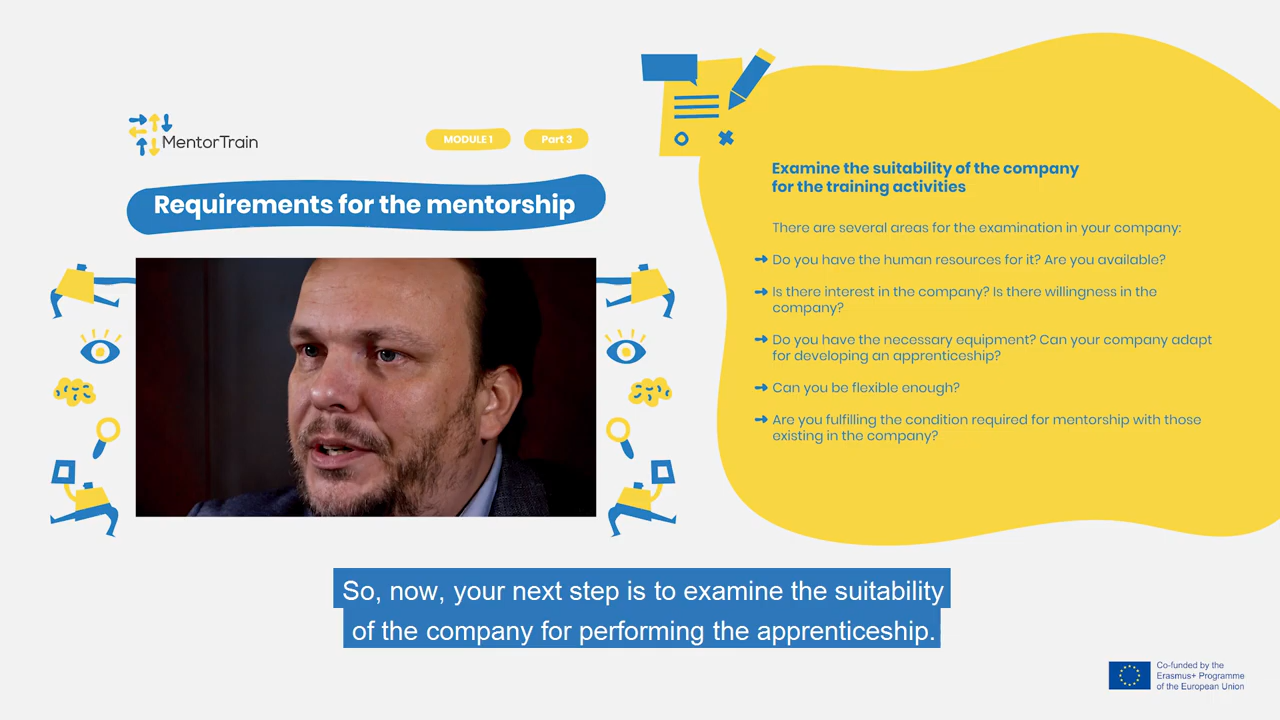 MentorTrain
MODULE 1
Part 3
Requirements for the mentorship
Examine the suitability of the company
for the training activities
There are several areas for the examination in your company:
Do you have the human resources for it? Are you available?
Is there interest in the company? Is there willingness in the
company?
Do you have the necessary equipment? Can your company adapt
for developing an apprenticeship?
Can you be flexible enough?
Are you fulfilling the condition required for mentorship with those
existing in the company?
So, now, your next step is to examine the suitability
of the company for performing the apprenticeship.
Co-funded by the
Erasmus+ Programme
of the European Union